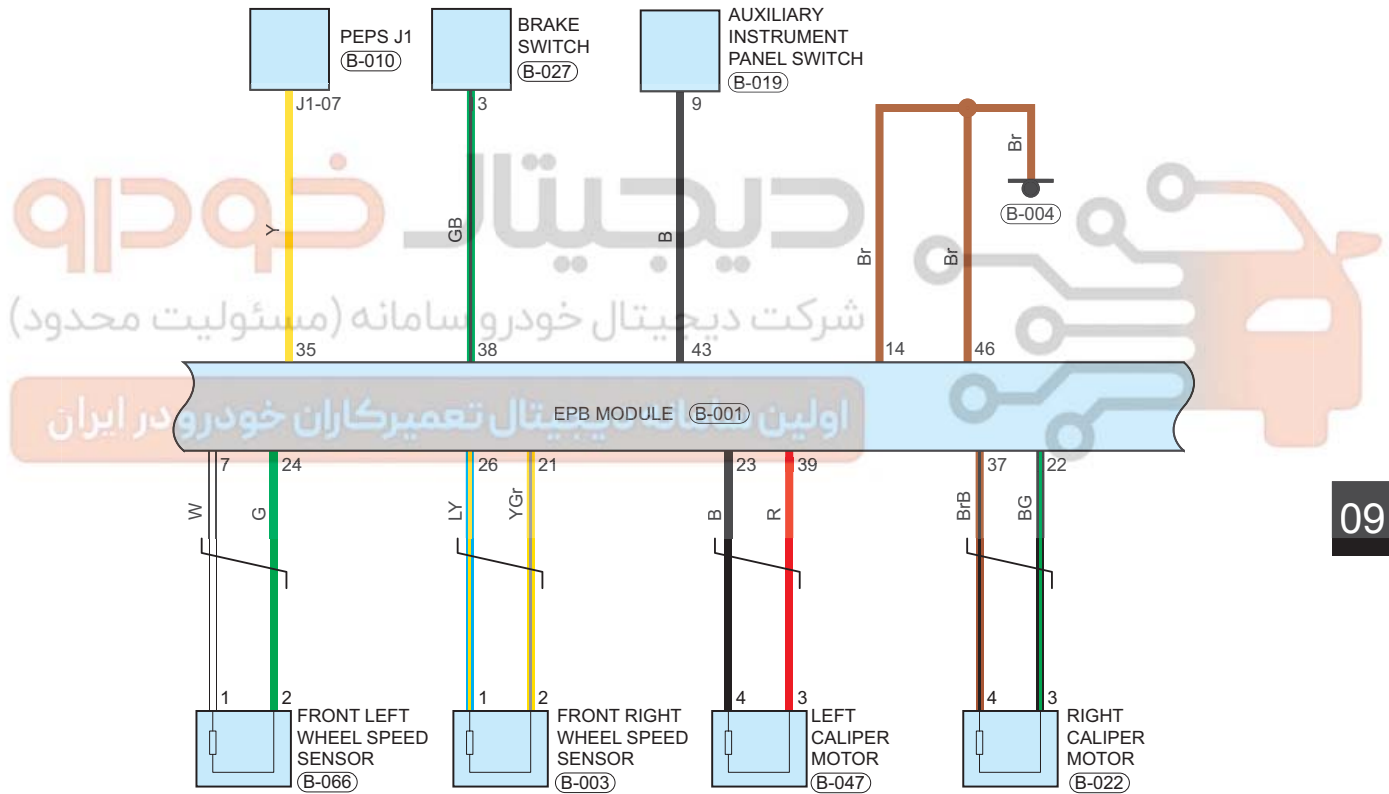 PEPS J1
B-010
BRAKE
SWITCH
B-027
AUXILIARY
INSTRUMENT
PANEL SWITCH
B-019
J1-07
3
9
Y
GB
B
Br
Br
Br
B-004
دیجیتال خودرو
شرکت دیجیتال خودرو سامانه (مسئولیت محدود)
35
38
43
14
46
EPB MODULE B-001
اولین سامانه دیجیتال تعمیرکاران خودرو در ایران
7
24
26
21
23
39
37
22
W
G
LY
YGr
B
R
BrB
BG
09
1
2
1
2
4
3
4
3
FRONT LEFT
WHEEL SPEED
SENSOR
B-066
FRONT RIGHT
WHEEL SPEED
SENSOR
B-003
LEFT
CALIPER
MOTOR
B-047
RIGHT
CALIPER
MOTOR
B-022